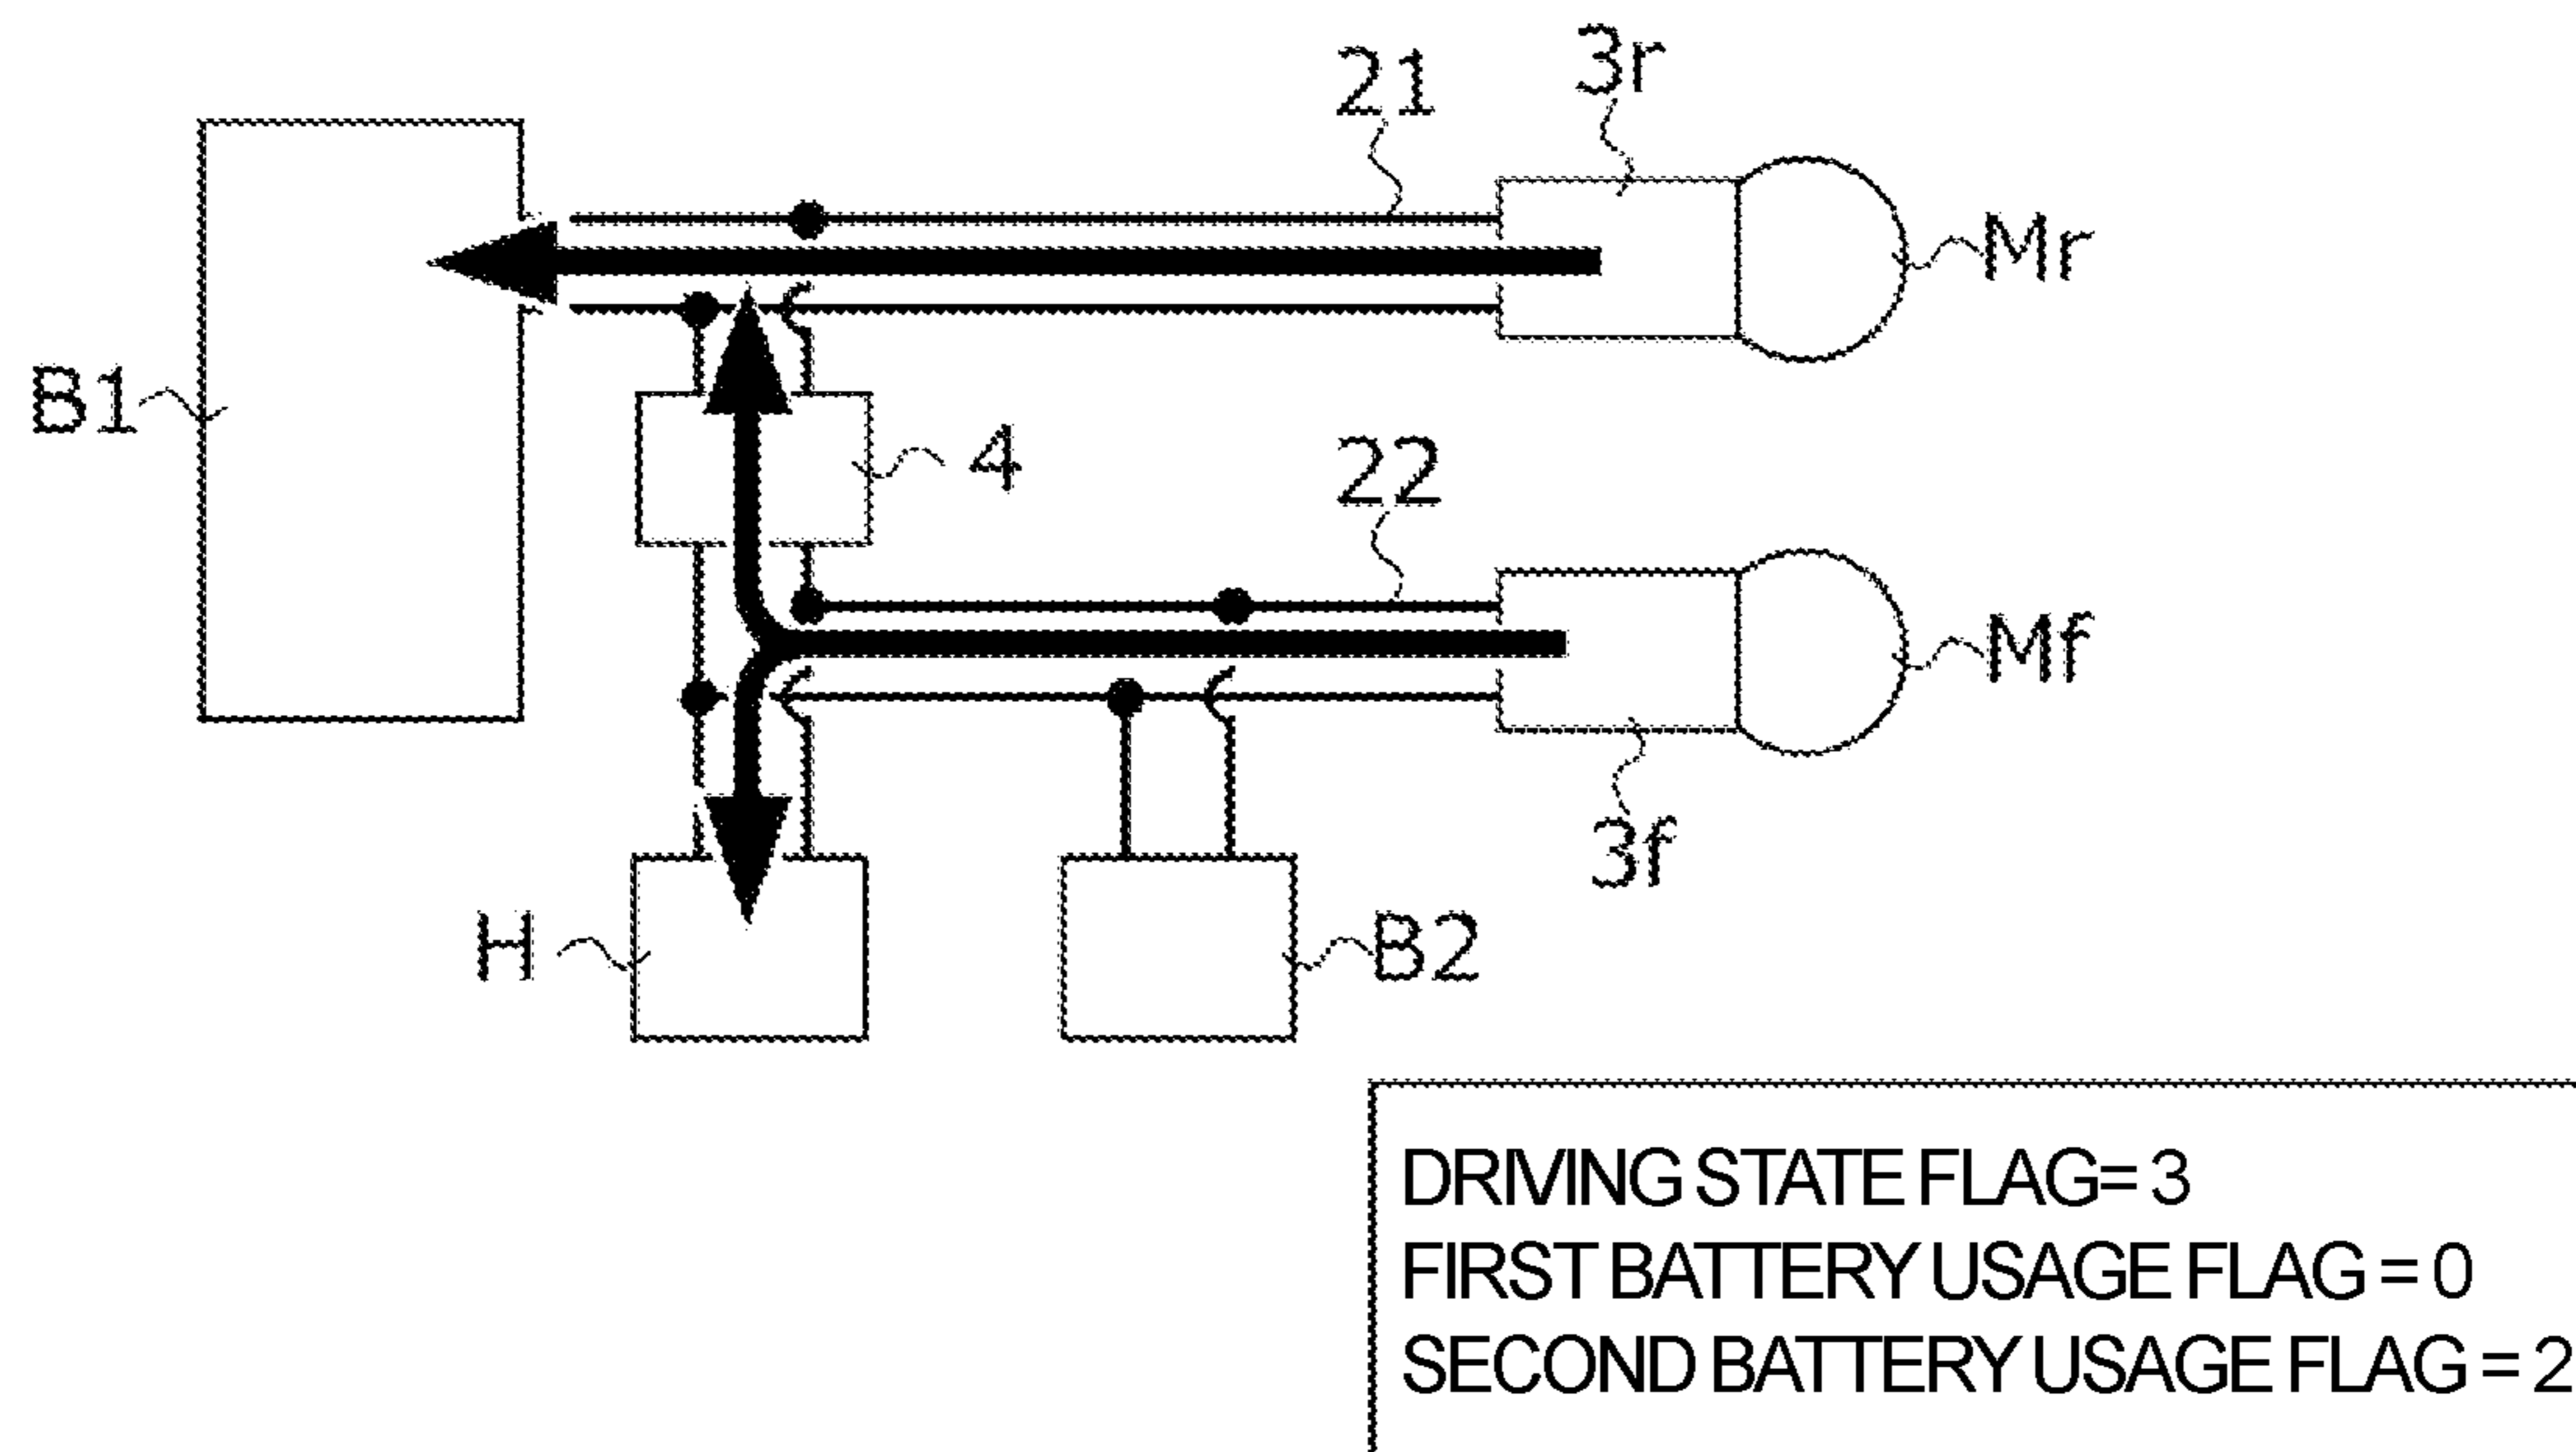 21
3r
Mr
B1
4
22
Mf
3f
H
B2
DRIVING STATE FLAG= 3
FIRST BATTERY USAGE FLAG = 0
SECOND BATTERY USAGE FLAG = 2